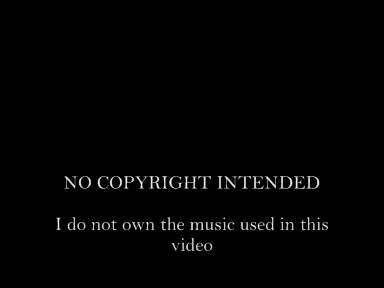 NO COPYRIGHT INTENDED
I do not own the music used in this
video